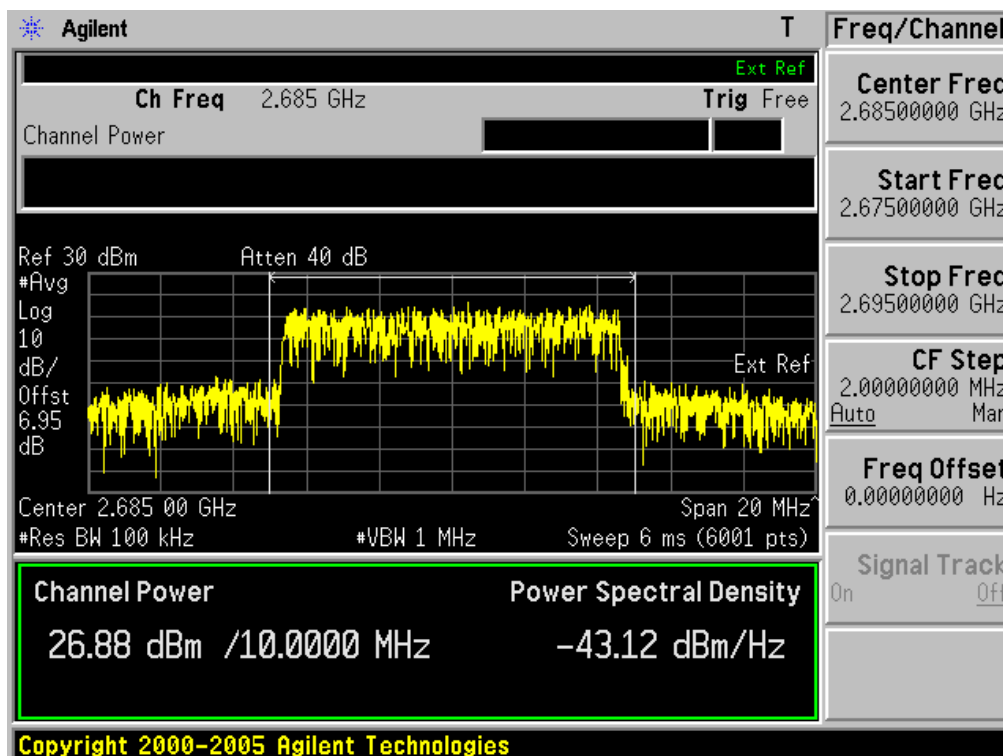 Agilent T Freq/Channel
Ext Ref
Ch Freq 2.685 GHz Trig Free
Channel Power
Center Freq
2.68500000 GHz
Start Freq
2.67500000 GHz
Stop Freq
2.69500000 GHz
CF Step
2.00000000 MHz
Auto Man
Freq Offset
0.00000000 Hz
Signal Track
On Off
Ref 30 dBm Atten 40 dB
#Avg
Log
10
dB/
Offst
6.95
dB
Ext Ref
Center 2.685 00 GHz Span 20 MHz^
#Res BW 100 kHz #VBW 1 MHz Sweep 6 ms (6001 pts)
Channel Power Power Spectral Density
26.88 dBm /10.0000 MHz -43.12 dBm/Hz
Copyright 2000-2005 Agilent Technologies